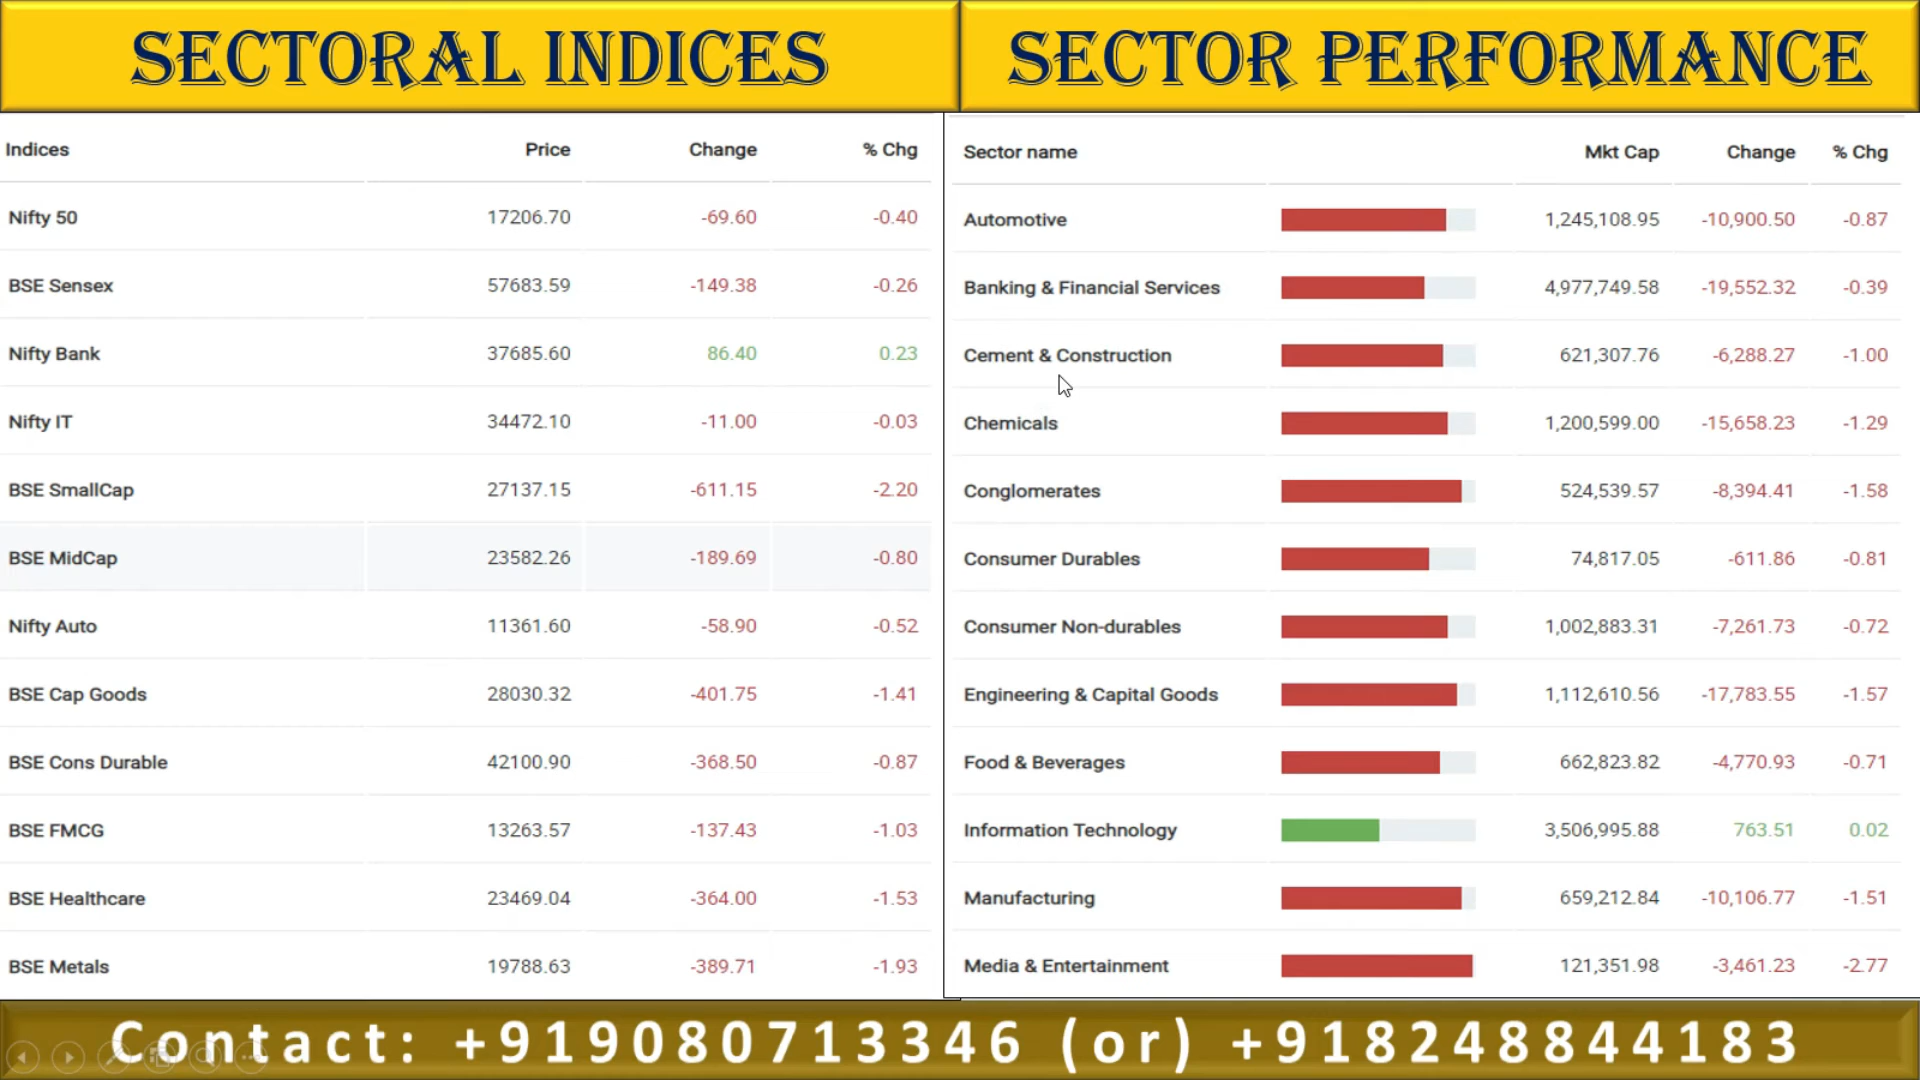 SECTORAL INDICES
Indices Price Change % Chg
Nifty 50 17206.70 -69.60 -0.40
BSE Sensex 57683.59 -149.38 -0.26
Nifty Bank 37685.60 86.40 0.23
Nifty IT 34472.10 -11.00 -0.03
BSE SmallCap 27137.15 -611.15 -2.20
BSE MidCap 23582.26 -189.69 -0.80
Nifty Auto 11361.60 -58.90 -0.52
BSE Cap Goods 28030.32 -401.75 -1.41
BSE Cons Durable 42100.90 -368.50 -0.87
BSE FMCG 13263.57 -137.43 -1.03
BSE Healthcare 23469.04 -364.00 -1.53
BSE Metals 19788.63 -389.71 -1.93
SECTOR PERFORMANCE
Sector name Mkt Cap Change % Chg
Automotive 1,245,108.95 -10,900.50 -0.87
Banking & Financial Services 4,977,749.58 -19,552.32 -0.39
Cement & Construction 621,307.76 -6,288.27 -1.00
Chemicals 1,200,599.00 -15,658.23 -1.29
Conglomerates 524,539.57 -8,394.41 -1.58
Consumer Durables 74,817.05 -611.86 -0.81
Consumer Non-durables 1,002,883.31 -7,261.73 -0.72
Engineering & Capital Goods 1,112,610.56 -17,783.55 -1.57
Food & Beverages 662,823.82 -4,770.93 -0.71
Information Technology 3,506,995.88 763.51 0.02
Manufacturing 659,212.84 -10,106.77 -1.51
Media & Entertainment 121,351.98 -3,461.23 -2.77
Contact: +919080713346 (or) +918248844183